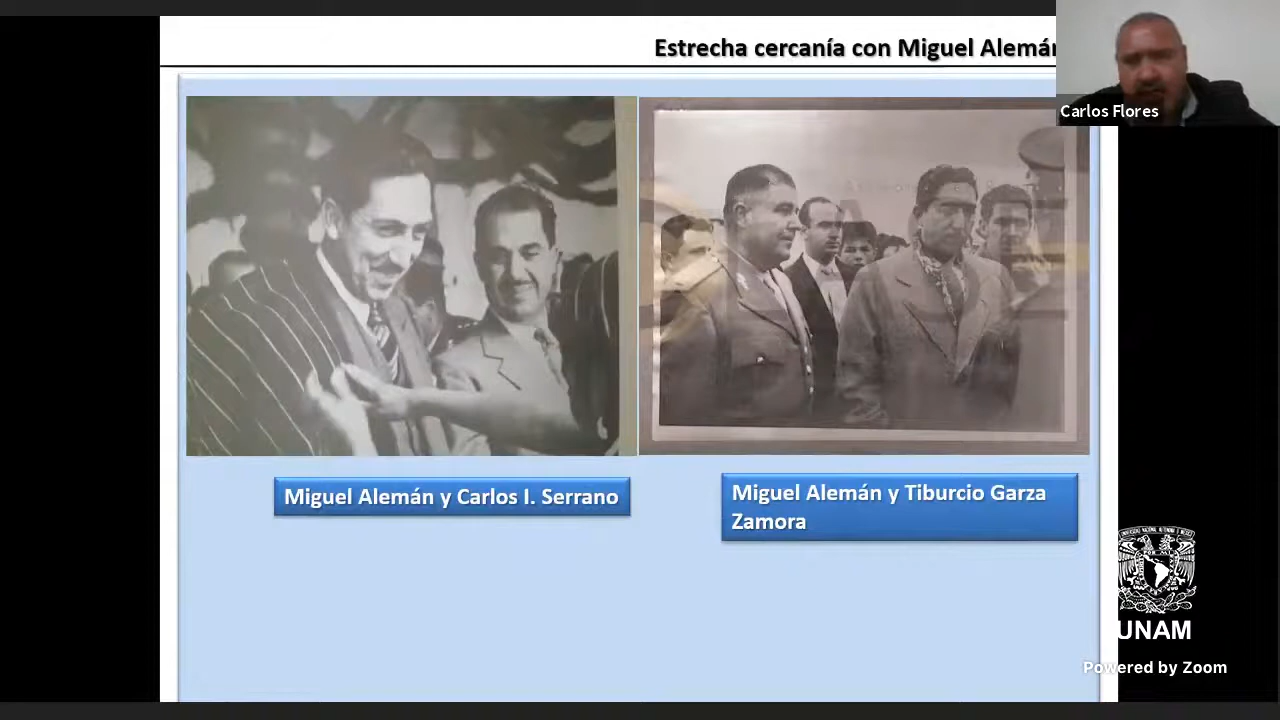 Estrecha cercanía con Miguel Alemán
Carlos Flores
Miguel Alemán y Carlos I. Serrano
Miguel Alemán y Tiburcio Garza
Zamora
UNAM
Powered by Zoom